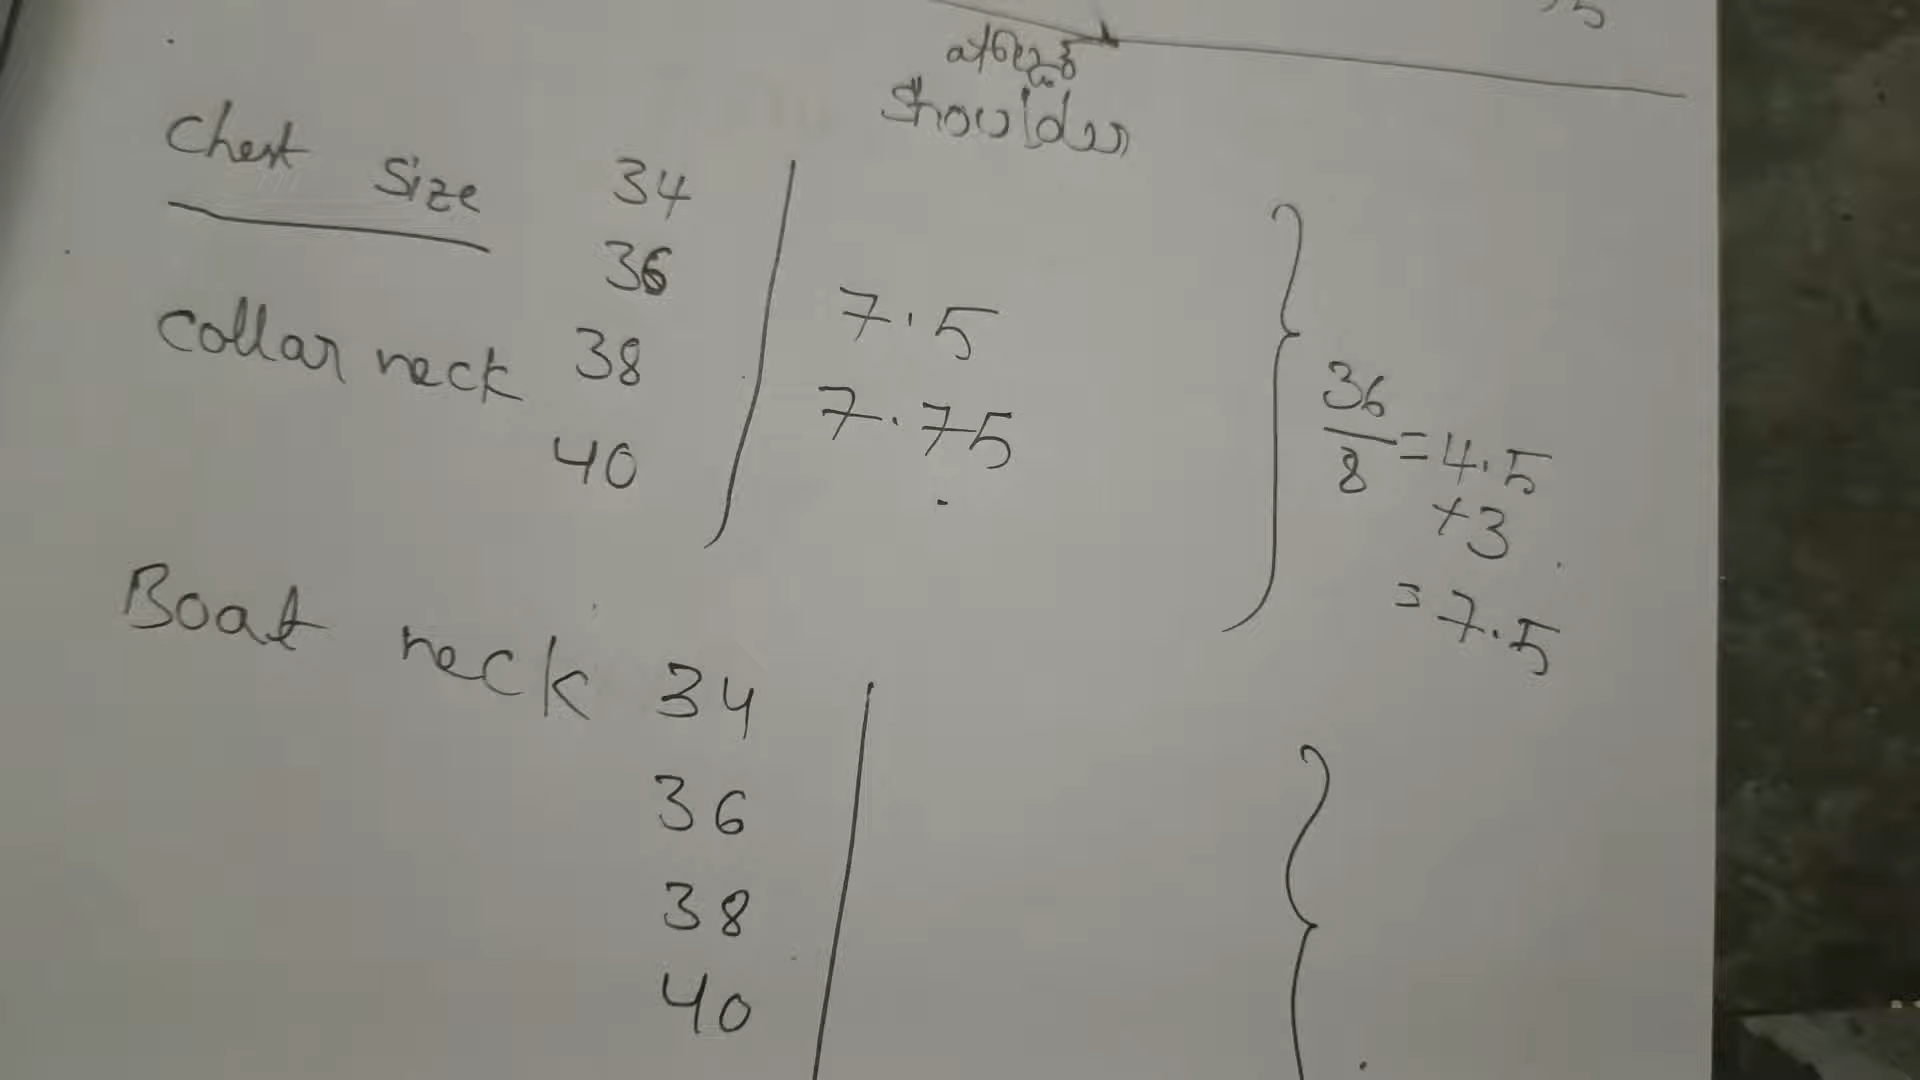 Shoulder
Chest Size 34
36 7.5
Collar neck 38 7.75
40
36/8 = 4.5
+3
= 7.5
Boat neck 34
36
38
40